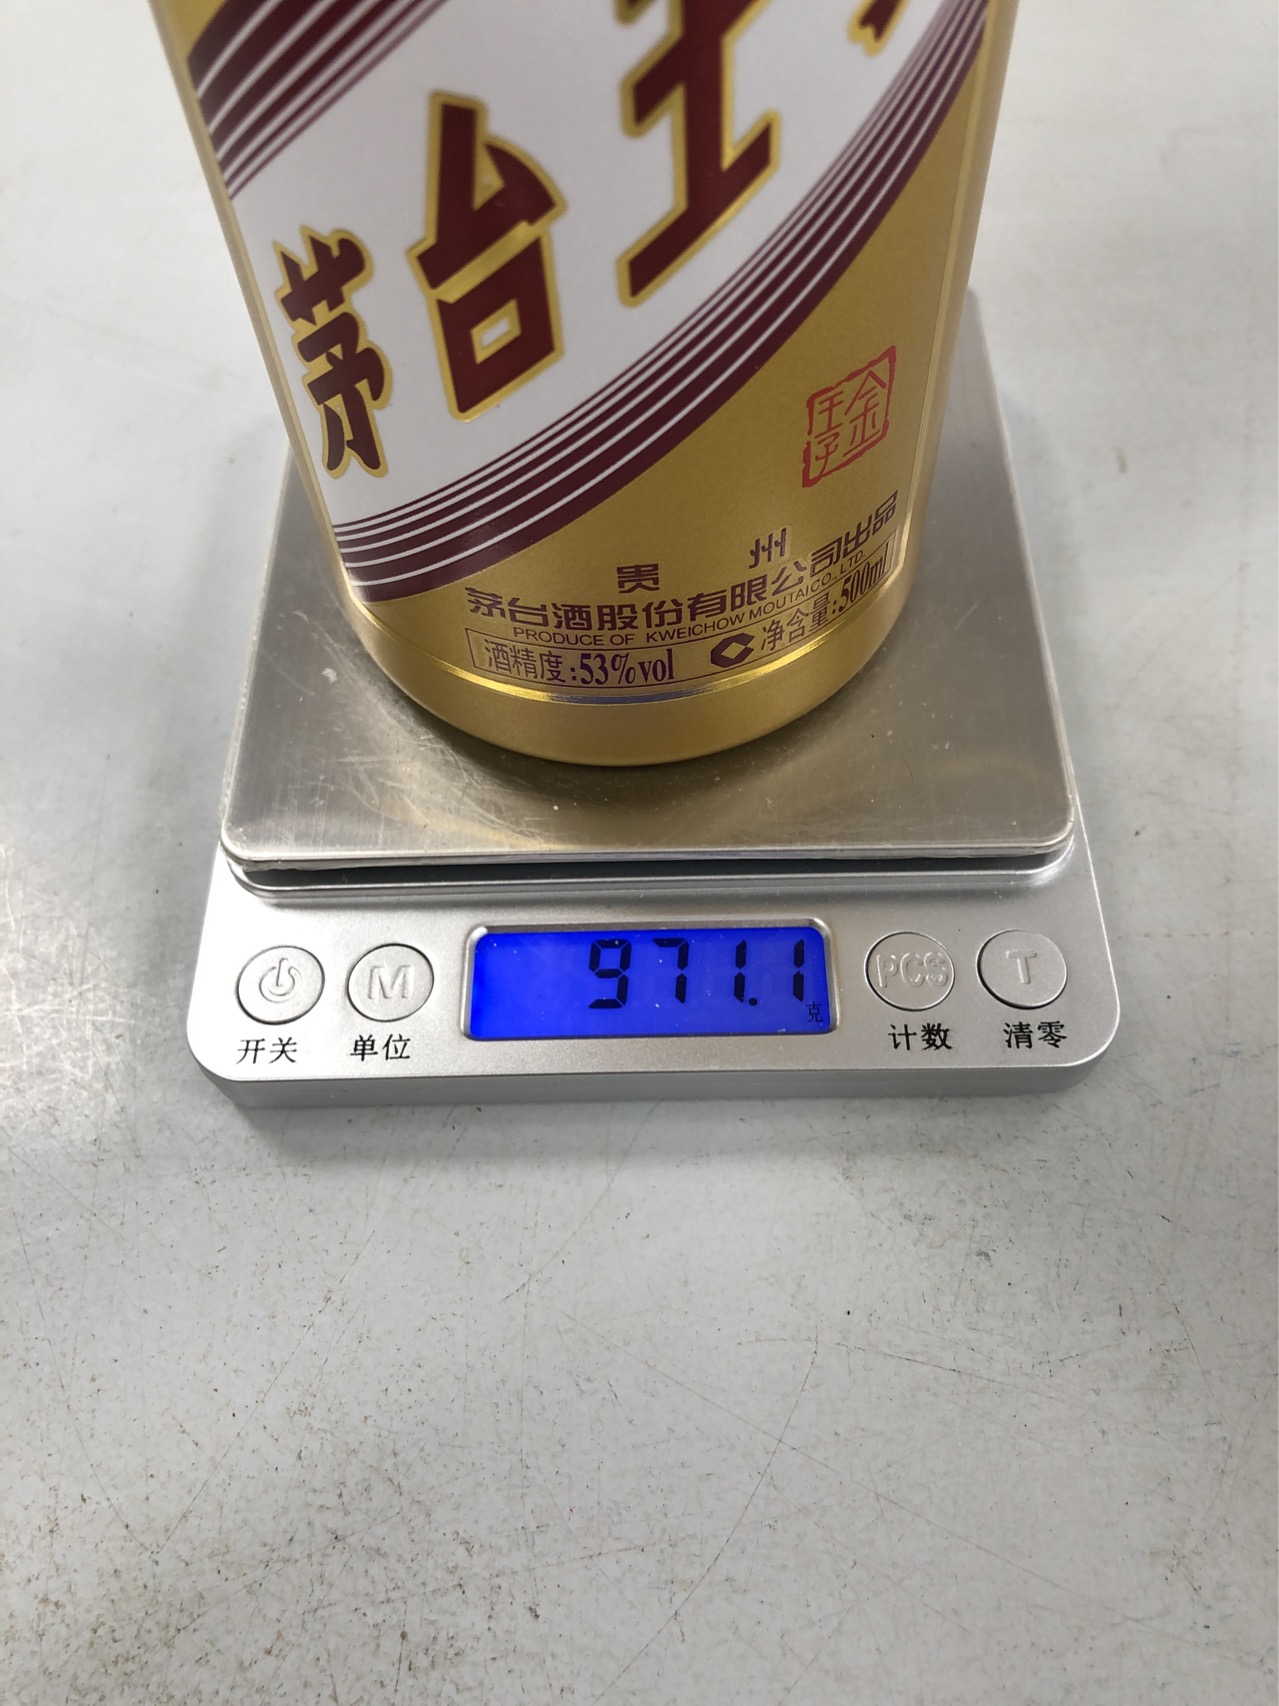 茅台王
金王子
贵州
茅台酒股份有限公司出品
PRODUCE OF KWEICHOW MOUTAI CO., LTD.
酒精度:53%vol 净含量:500ml
971.1
克
M PCS T
开关 单位 计数 清零